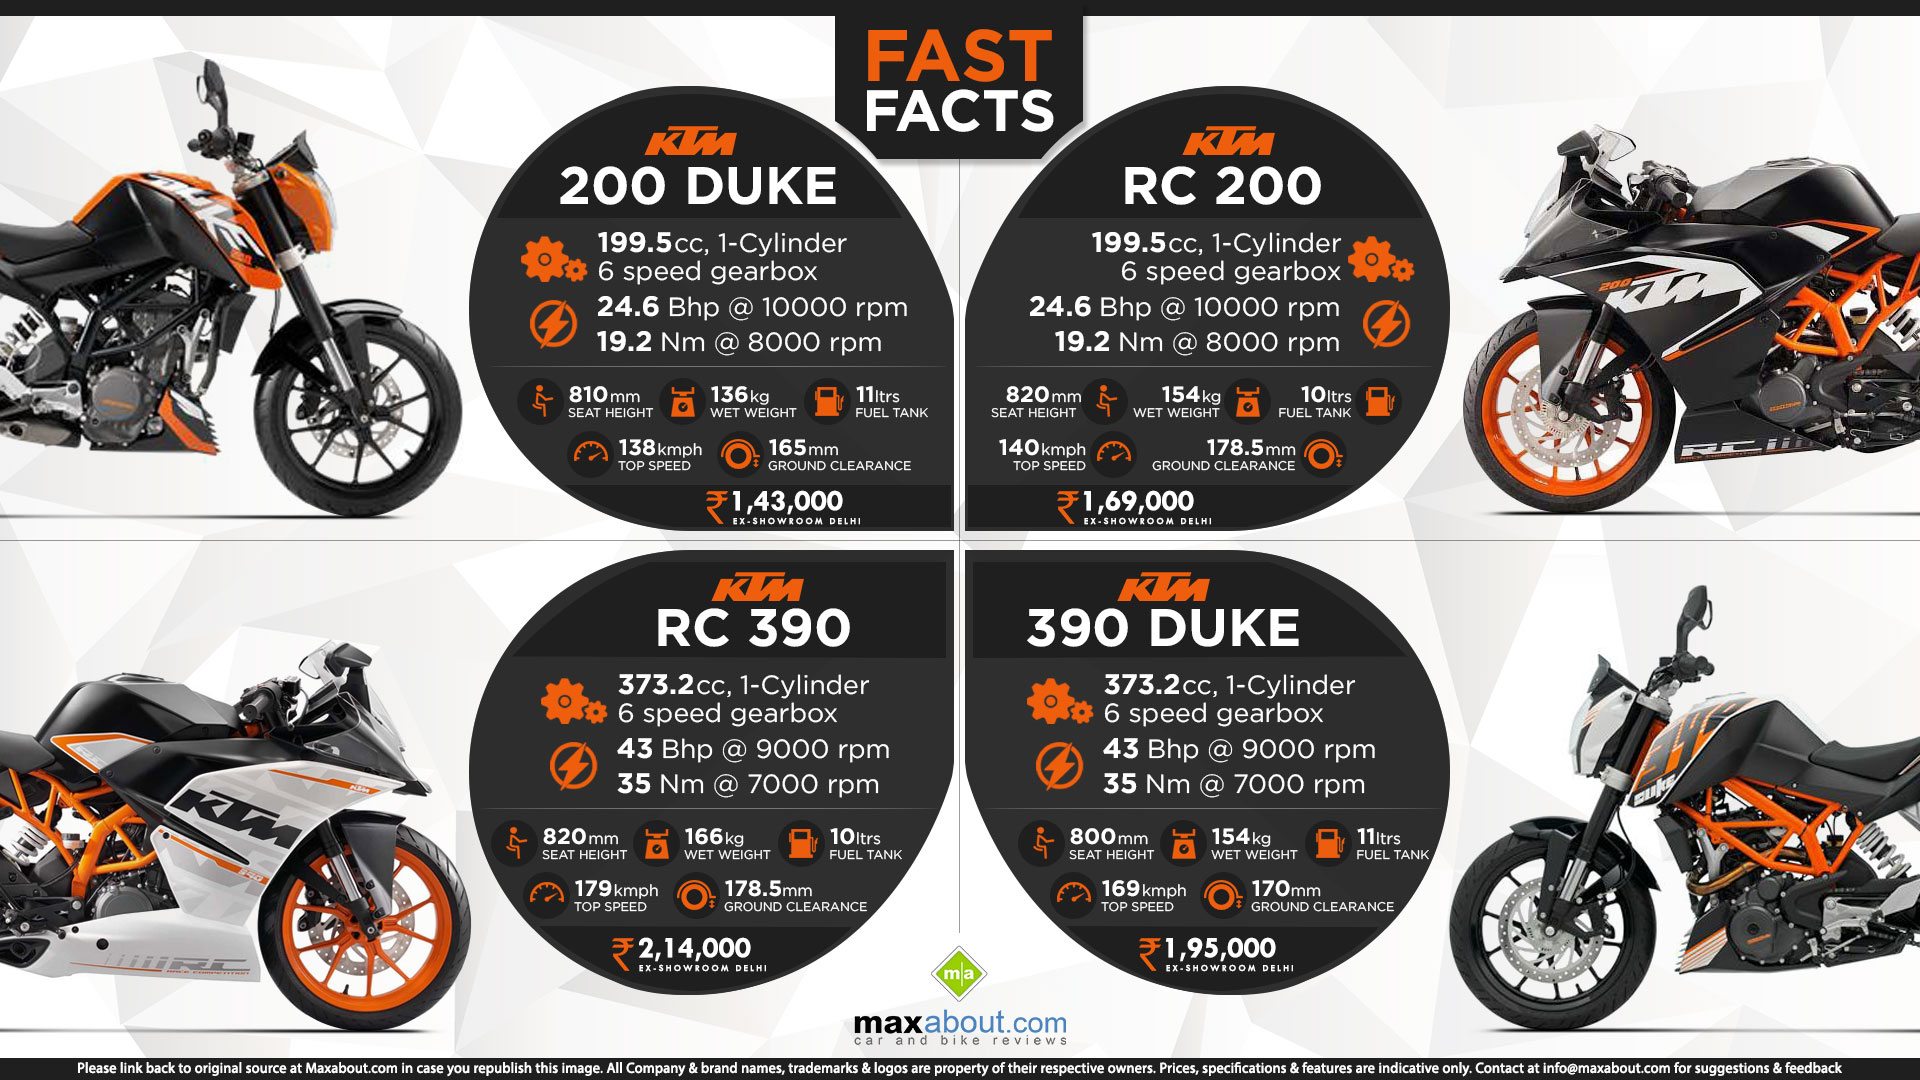 FAST
FACTS
KTM
200 DUKE
199.5cc, 1-Cylinder
6 speed gearbox
24.6 Bhp @ 10000 rpm
19.2 Nm @ 8000 rpm
810mm
SEAT HEIGHT
136kg
WET WEIGHT
11ltrs
FUEL TANK
138kmph
TOP SPEED
165mm
GROUND CLEARANCE
₹1,43,000
EX-SHOWROOM DELHI
KTM
RC 200
199.5cc, 1-Cylinder
6 speed gearbox
24.6 Bhp @ 10000 rpm
19.2 Nm @ 8000 rpm
820mm
SEAT HEIGHT
154kg
WET WEIGHT
10ltrs
FUEL TANK
140kmph
TOP SPEED
178.5mm
GROUND CLEARANCE
₹1,69,000
EX-SHOWROOM DELHI
200
KTM
RC
KTM
RC 390
373.2cc, 1-Cylinder
6 speed gearbox
43 Bhp @ 9000 rpm
35 Nm @ 7000 rpm
820mm
SEAT HEIGHT
166kg
WET WEIGHT
10ltrs
FUEL TANK
179kmph
TOP SPEED
178.5mm
GROUND CLEARANCE
₹2,14,000
EX-SHOWROOM DELHI
KTM
KTM
RC
KTM
390 DUKE
373.2cc, 1-Cylinder
6 speed gearbox
43 Bhp @ 9000 rpm
35 Nm @ 7000 rpm
800mm
SEAT HEIGHT
154kg
WET WEIGHT
11ltrs
FUEL TANK
169kmph
TOP SPEED
170mm
GROUND CLEARANCE
₹1,95,000
EX-SHOWROOM DELHI
DUKE
m|a
maxabout.com
car and bike reviews
Please link back to original source at Maxabout.com in case you republish this image. All Company & brand names, trademarks & logos are property of their respective owners. Prices, specifications & features are indicative only. Contact at info@maxabout.com for suggestions & feedback